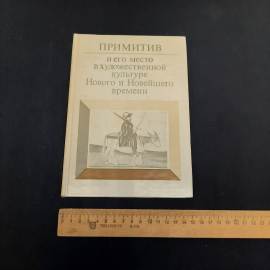 ПРИМИТИВ
и его место
в художественной
культуре
Нового и Новейшего
времени